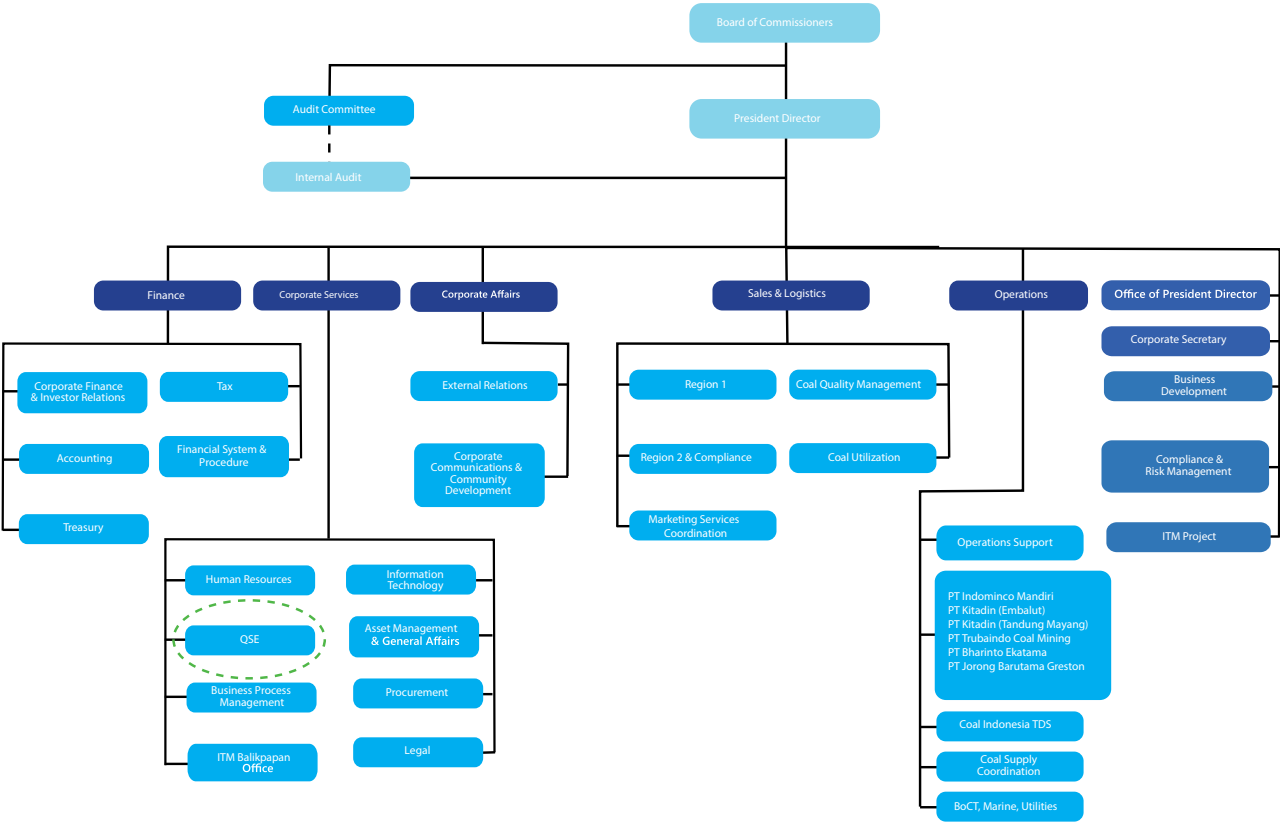 Board of Commissioners
Audit Committee
President Director
Internal Audit
Finance
Corporate Services
Corporate Affairs
Sales & Logistics
Operations
Office of President Director
Corporate Secretary
Business
Development
Compliance &
Risk Management
ITM Project
Corporate Finance
& Investor Relations
Tax
Accounting
Financial System &
Procedure
Treasury
External Relations
Corporate
Communications &
Community
Development
Region 1
Coal Quality Management
Region 2 & Compliance
Coal Utilization
Marketing Services
Coordination
Human Resources
Information
Technology
QSE
Asset Management
& General Affairs
Business Process
Management
Procurement
ITM Balikpapan
Office
Legal
Operations Support
PT Indominco Mandiri
PT Kitadin (Embalut)
PT Kitadin (Tandung Mayang)
PT Trubaindo Coal Mining
PT Bharinto Ekatama
PT Jorong Barutama Greston
Coal Indonesia TDS
Coal Supply
Coordination
BoCT, Marine, Utilities